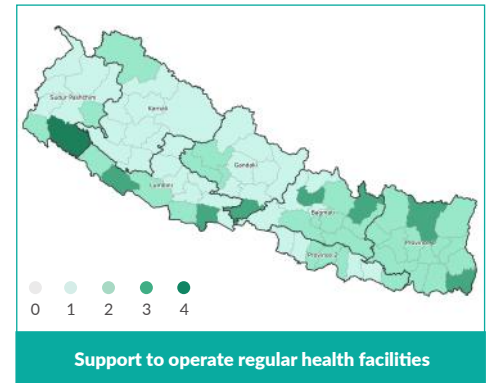 Sudur Pashchim
Karnali
Gandaki
Lumbini
Bagmati
Province 1
Province 2
0 1 2 3 4
Support to operate regular health facilities